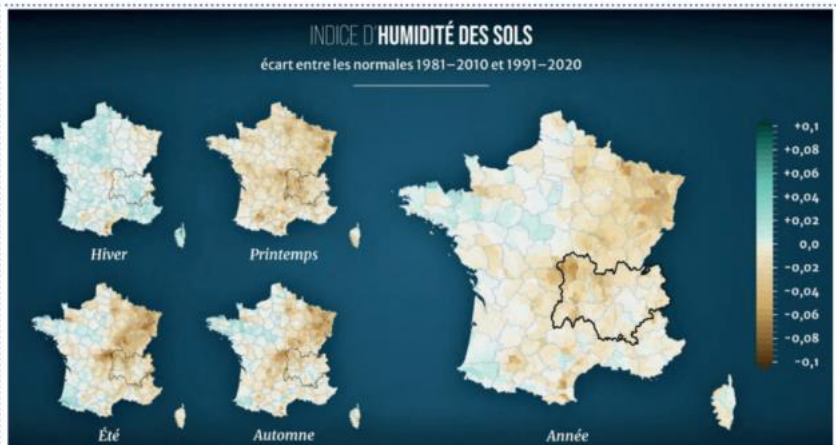 INDICE D'HUMIDITÉ DES SOLS
écart entre les normales 1981–2010 et 1991–2020
Hiver
Printemps
Été
Automne
Année
+0,1
+0,08
+0,06
+0,04
+0,02
0,0
−0,02
−0,04
−0,06
−0,08
−0,1